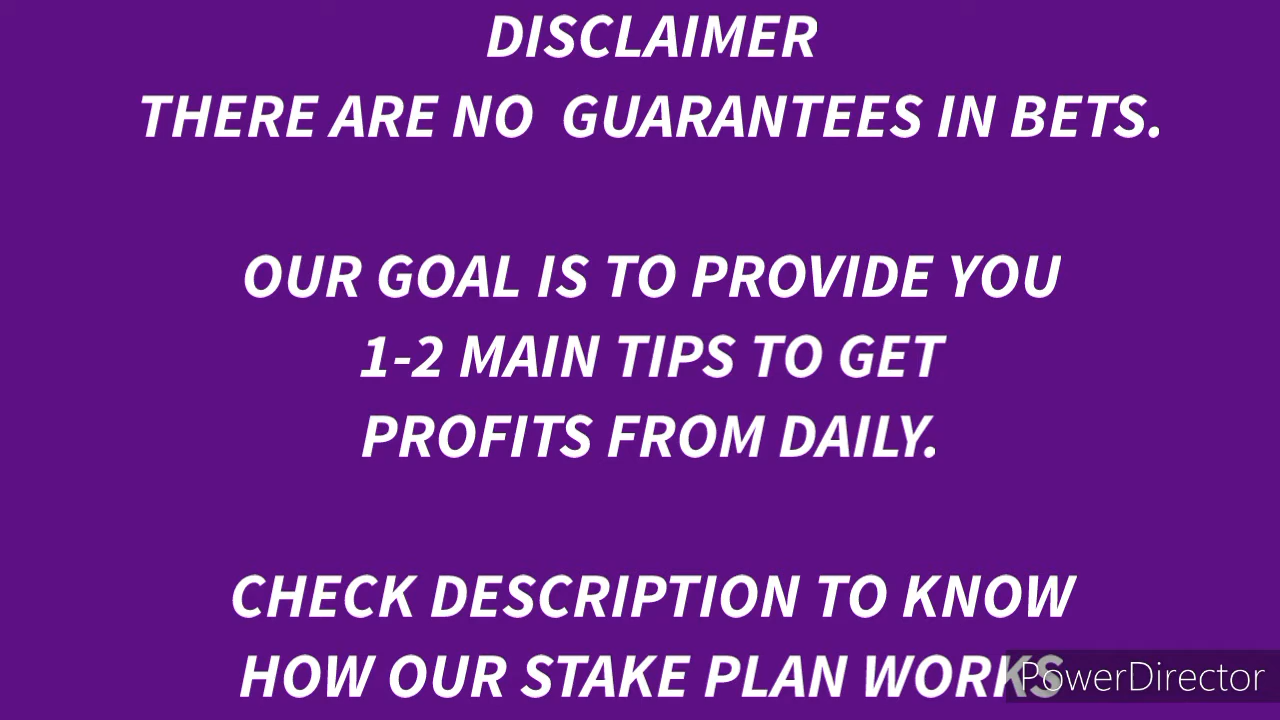 DISCLAIMER
THERE ARE NO GUARANTEES IN BETS.
OUR GOAL IS TO PROVIDE YOU
1-2 MAIN TIPS TO GET
PROFITS FROM DAILY.
CHECK DESCRIPTION TO KNOW
HOW OUR STAKE PLAN WORKS
PowerDirector